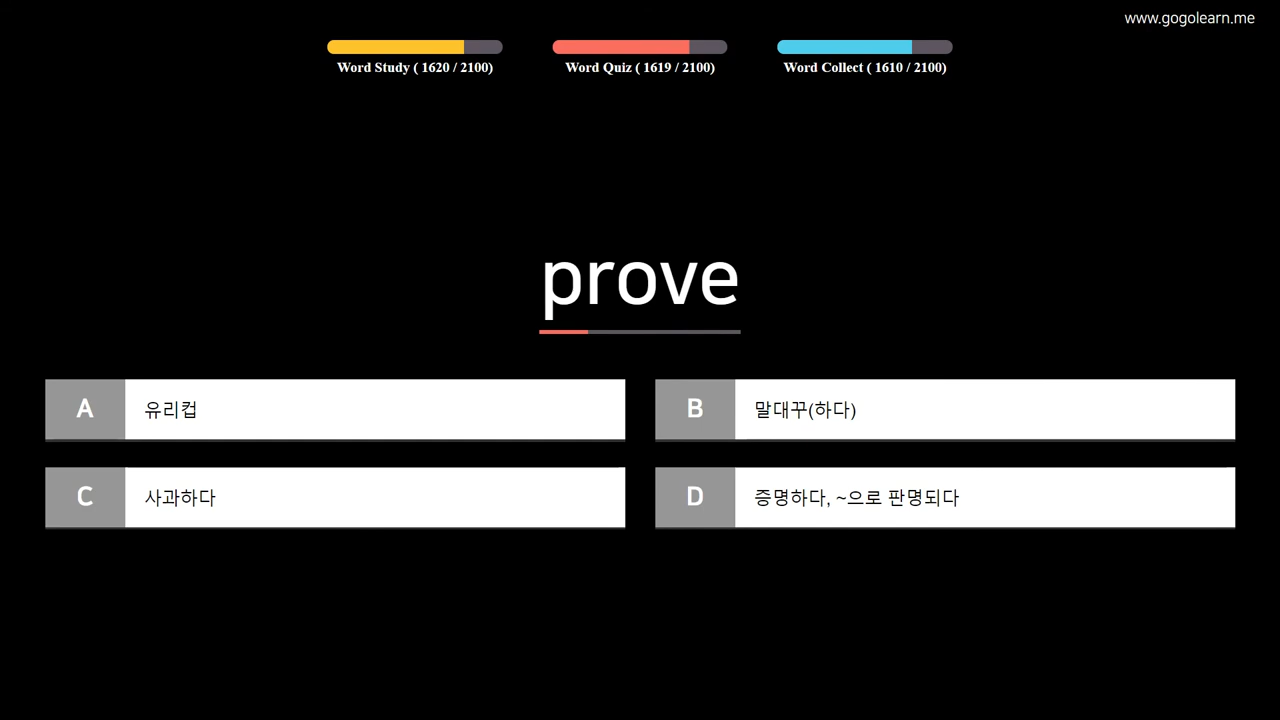 www.gogolearn.me
Word Study ( 1620 / 2100)
Word Quiz ( 1619 / 2100)
Word Collect ( 1610 / 2100)
prove
A 유리컵
B 말대꾸(하다)
C 사과하다
D 증명하다, ~으로 판명되다